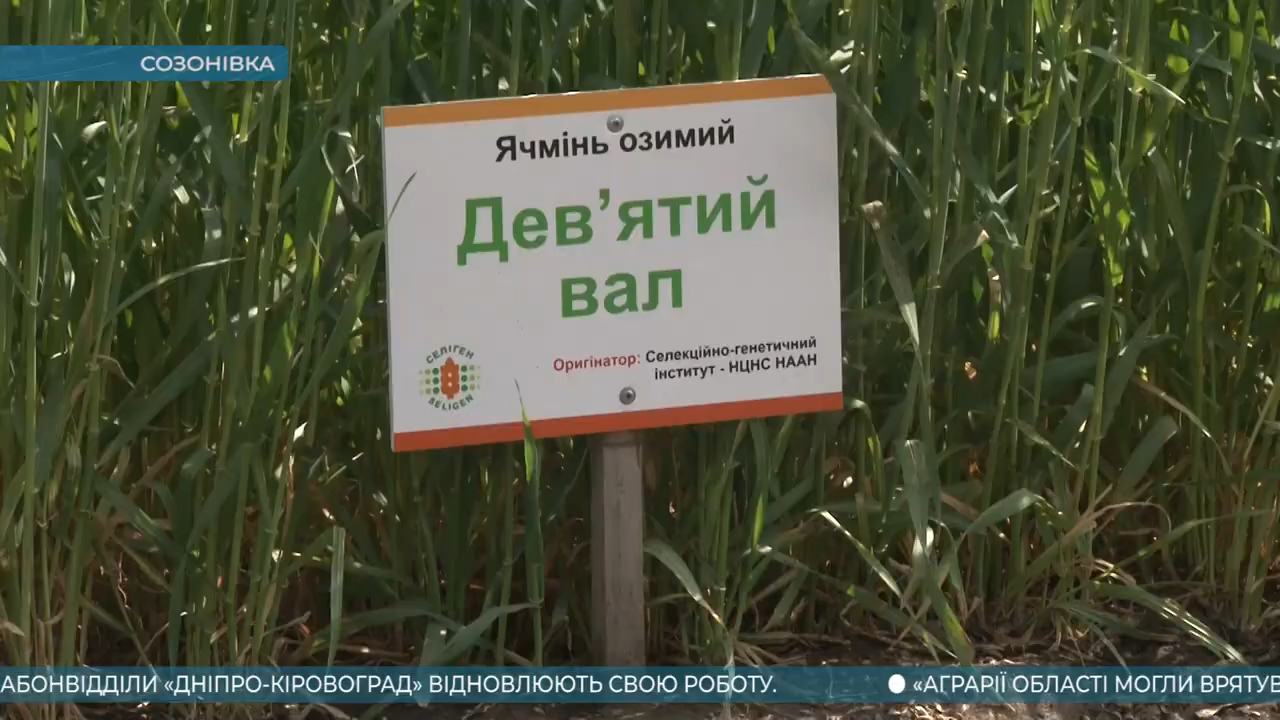 СОЗОНІВКА
Ячмінь озимий
Дев’ятий
вал
СЕЛІГЕН
SELIGEN
Оригінатор: Селекційно-генетичний
інститут - НЦНС НААН
АБОНВІДДІЛИ «ДНІПРО-КІРОВОГРАД» ВІДНОВЛЮЮТЬ СВОЮ РОБОТУ. ● «АГРАРІЇ ОБЛАСТІ МОГЛИ ВРЯТУВ